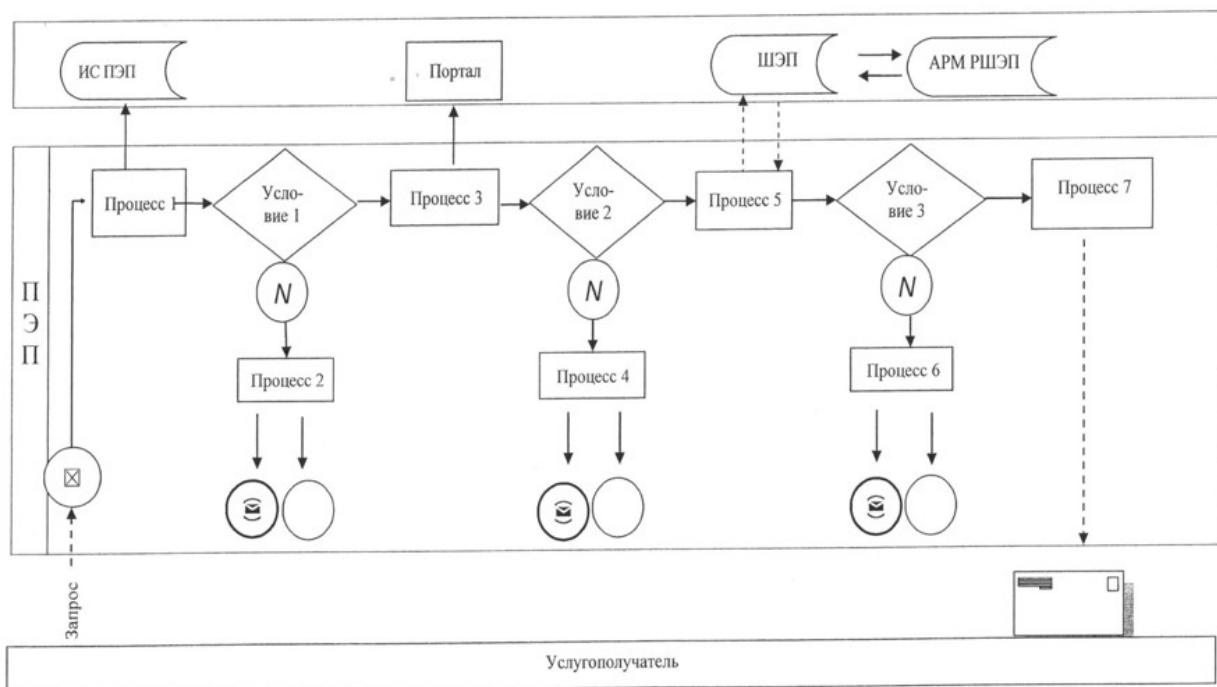 ИС ПЭП
Портал
ШЭП
АРМ РШЭП
ПЭП
Процесс 1
Усло-
вие 1
Процесс 3
Усло-
вие 2
Процесс 5
Усло-
вие 3
Процесс 7
N
N
N
Процесс 2
Процесс 4
Процесс 6
Запрос
Услугополучатель